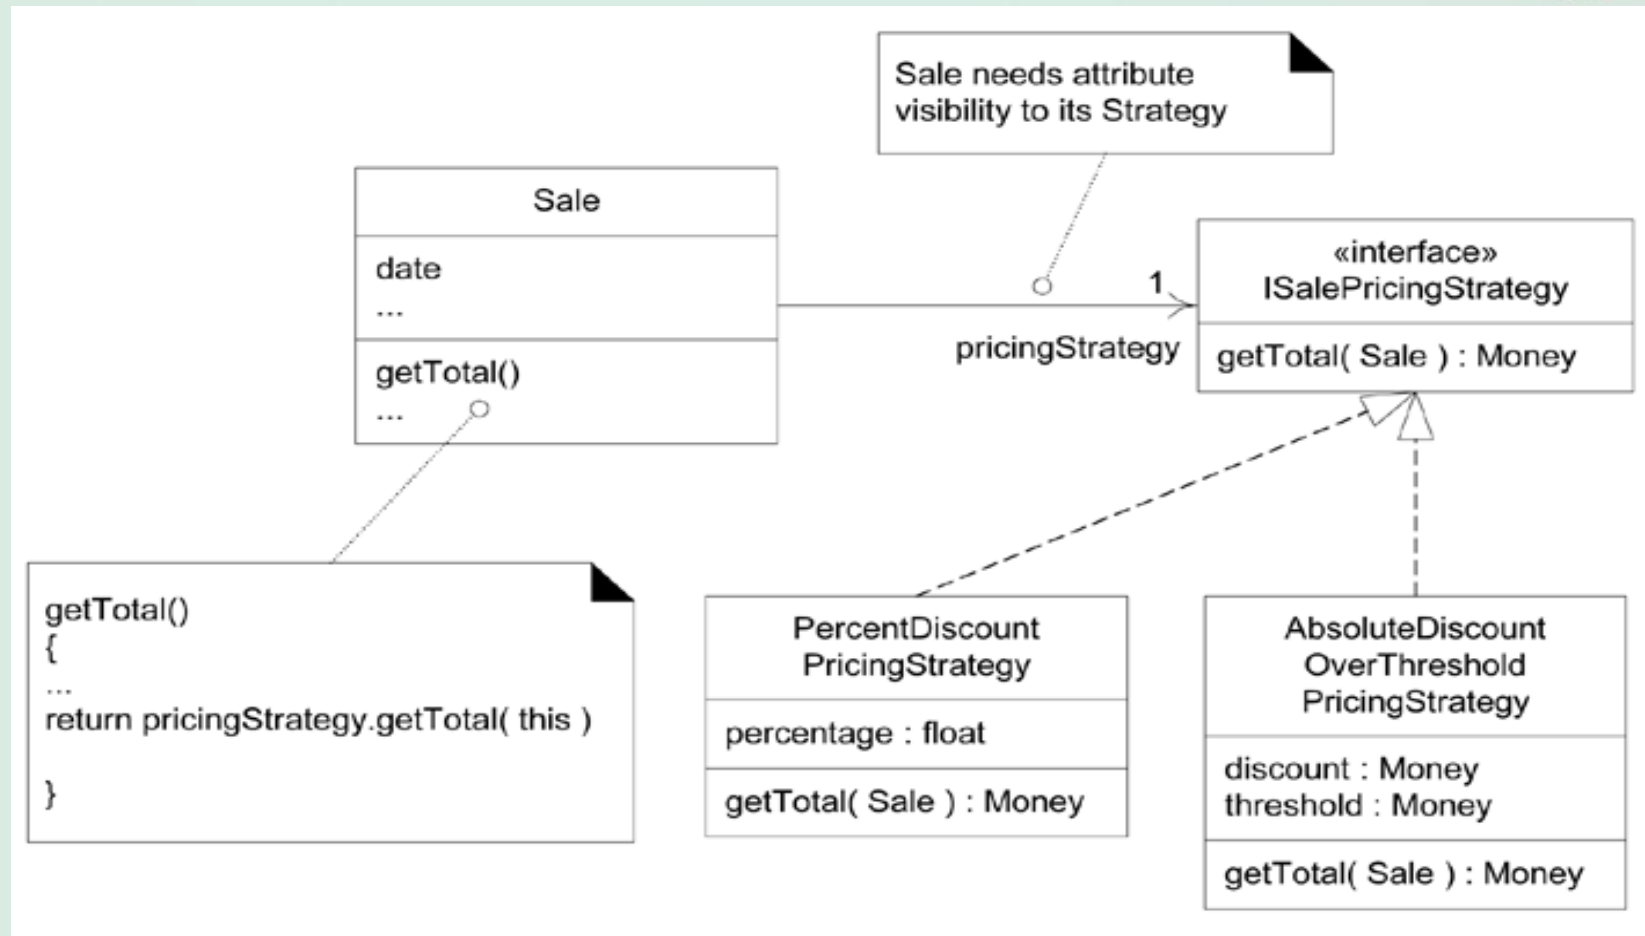 Sale needs attribute
visibility to its Strategy
Sale
date
...
getTotal()
...
1
pricingStrategy
«interface»
ISalePricingStrategy
getTotal( Sale ) : Money
getTotal()
{
...
return pricingStrategy.getTotal( this )
}
PercentDiscount
PricingStrategy
percentage : float
getTotal( Sale ) : Money
AbsoluteDiscount
OverThreshold
PricingStrategy
discount : Money
threshold : Money
getTotal( Sale ) : Money